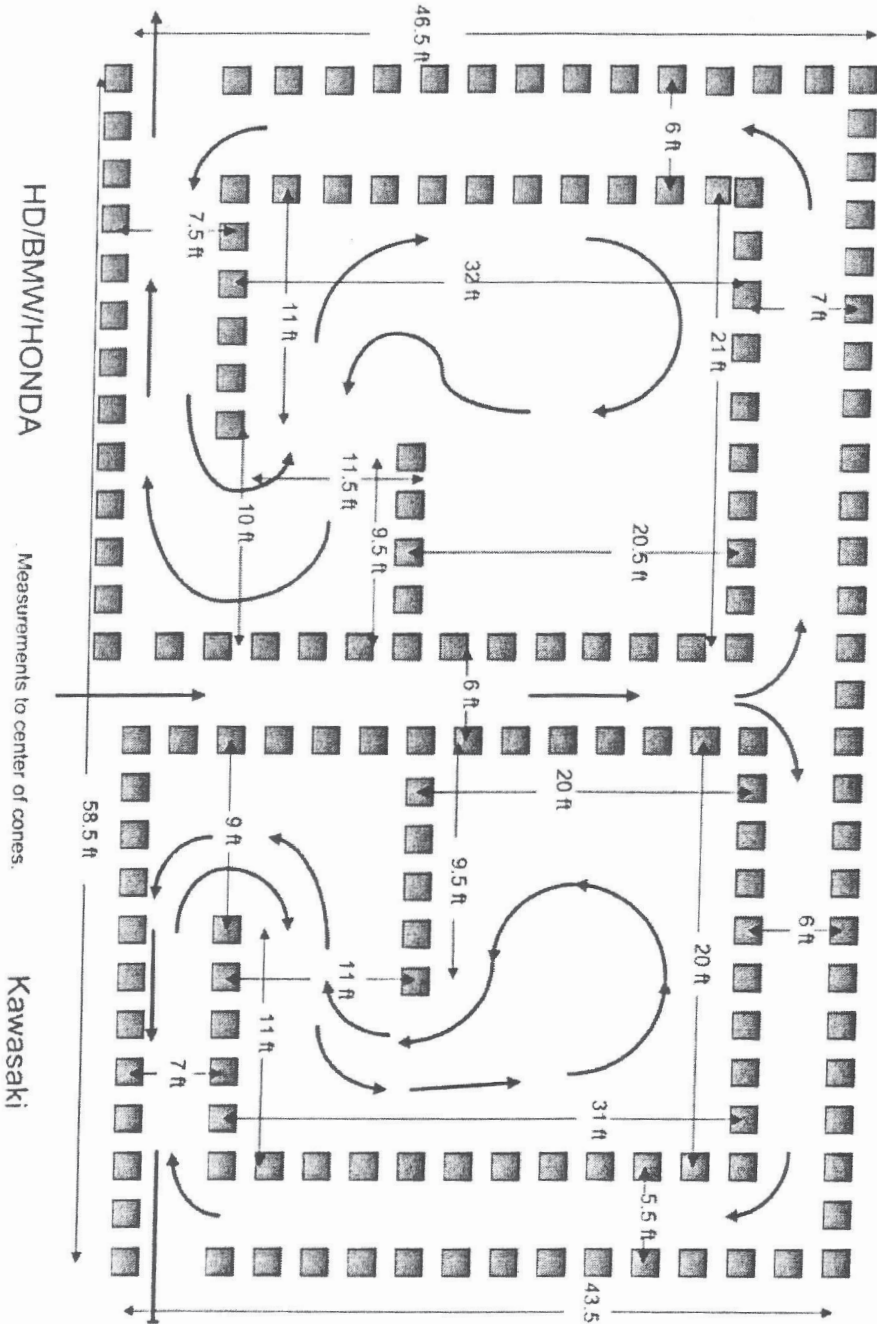 46.5 ft
6 ft
7.5 ft
11 ft
32 ft
21 ft
7 ft
10 ft
11.5 ft
9.5 ft
20.5 ft
6 ft
9 ft
9.5 ft
20 ft
20 ft
6 ft
11 ft
11 ft
7 ft
31 ft
5.5 ft
43.5
58.5 ft
HD/BMW/HONDA
Measurements to center of cones.
Kawasaki